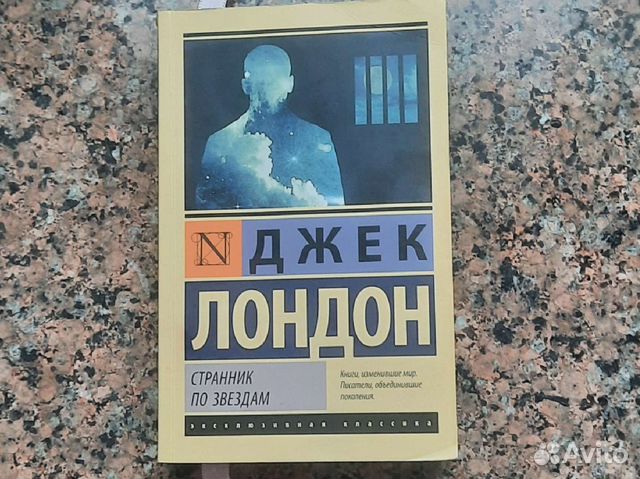 N ДЖЕК
ЛОНДОН
СТРАННИК
ПО ЗВЕЗДАМ
Книги, изменившие мир.
Писатели, объединившие
поколения.
эксклюзивная классика
Avito